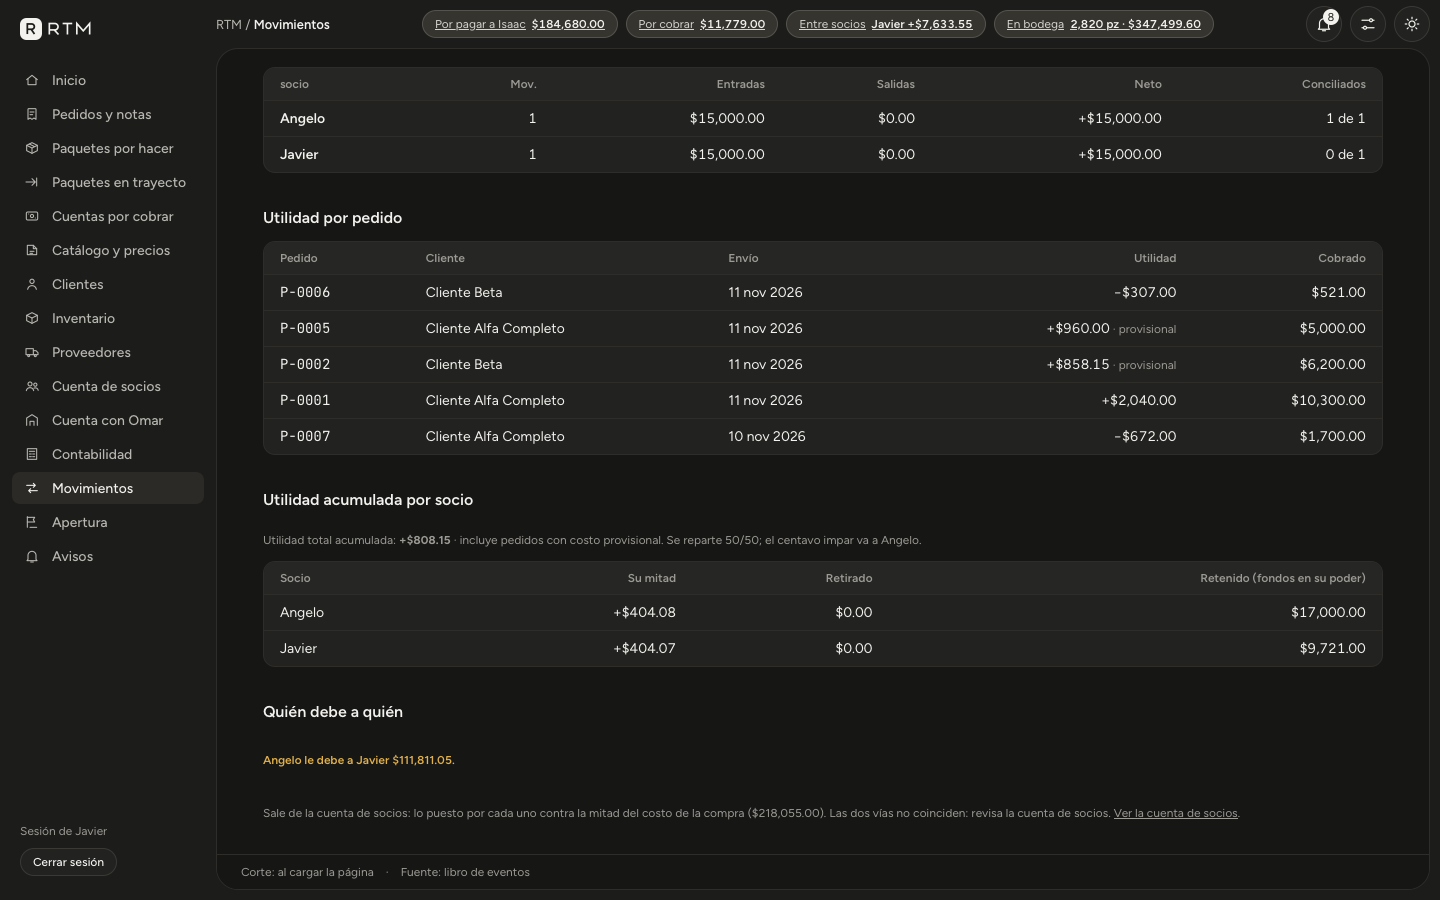 R RTM
RTM / Movimientos
Por pagar a Isaac $184,680.00
Por cobrar $11,779.00
Entre socios Javier +$7,633.55
En bodega 2,820 pz · $347,499.60
8
Inicio
Pedidos y notas
Paquetes por hacer
Paquetes en trayecto
Cuentas por cobrar
Catálogo y precios
Clientes
Inventario
Proveedores
Cuenta de socios
Cuenta con Omar
Contabilidad
Movimientos
Apertura
Avisos
Sesión de Javier
Cerrar sesión
socio Mov. Entradas Salidas Neto Conciliados
Angelo 1 $15,000.00 $0.00 +$15,000.00 1 de 1
Javier 1 $15,000.00 $0.00 +$15,000.00 0 de 1
Utilidad por pedido
Pedido Cliente Envío Utilidad Cobrado
P-0006 Cliente Beta 11 nov 2026 −$307.00 $521.00
P-0005 Cliente Alfa Completo 11 nov 2026 +$960.00 · provisional $5,000.00
P-0002 Cliente Beta 11 nov 2026 +$858.15 · provisional $6,200.00
P-0001 Cliente Alfa Completo 11 nov 2026 +$2,040.00 $10,300.00
P-0007 Cliente Alfa Completo 10 nov 2026 −$672.00 $1,700.00
Utilidad acumulada por socio
Utilidad total acumulada: +$808.15 · incluye pedidos con costo provisional. Se reparte 50/50; el centavo impar va a Angelo.
Socio Su mitad Retirado Retenido (fondos en su poder)
Angelo +$404.08 $0.00 $17,000.00
Javier +$404.07 $0.00 $9,721.00
Quién debe a quién
Angelo le debe a Javier $111,811.05.
Sale de la cuenta de socios: lo puesto por cada uno contra la mitad del costo de la compra ($218,055.00). Las dos vías no coinciden: revisa la cuenta de socios. Ver la cuenta de socios.
Corte: al cargar la página · Fuente: libro de eventos